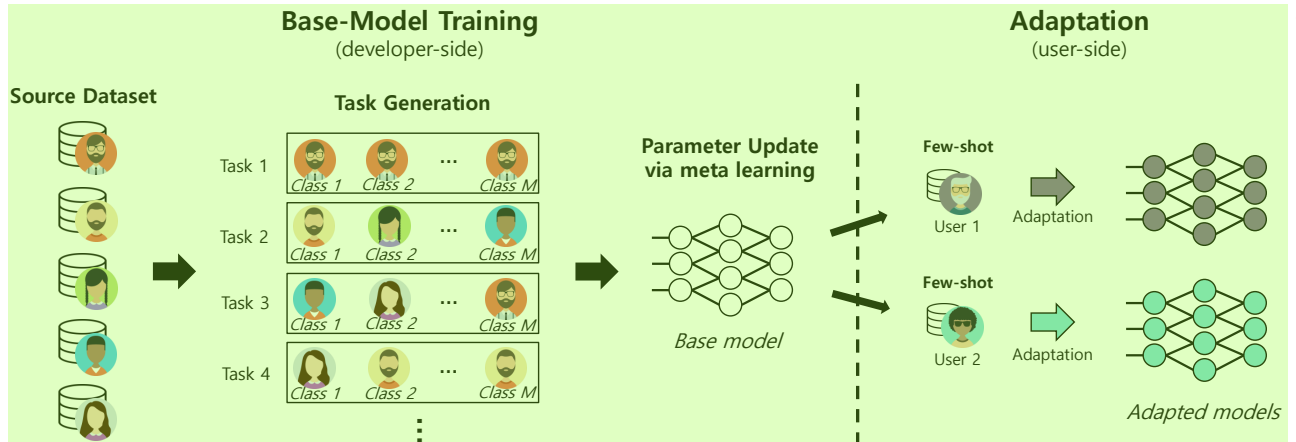 Base-Model Training
(developer-side)
Adaptation
(user-side)
Source Dataset
Task Generation
Task 1
Class 1
Class 2
...
Class M
Task 2
Class 1
Class 2
...
Class M
Task 3
Class 1
Class 2
...
Class M
Task 4
Class 1
Class 2
...
Class M
Parameter Update
via meta learning
Base model
Few-shot
User 1
Adaptation
Few-shot
User 2
Adaptation
Adapted models